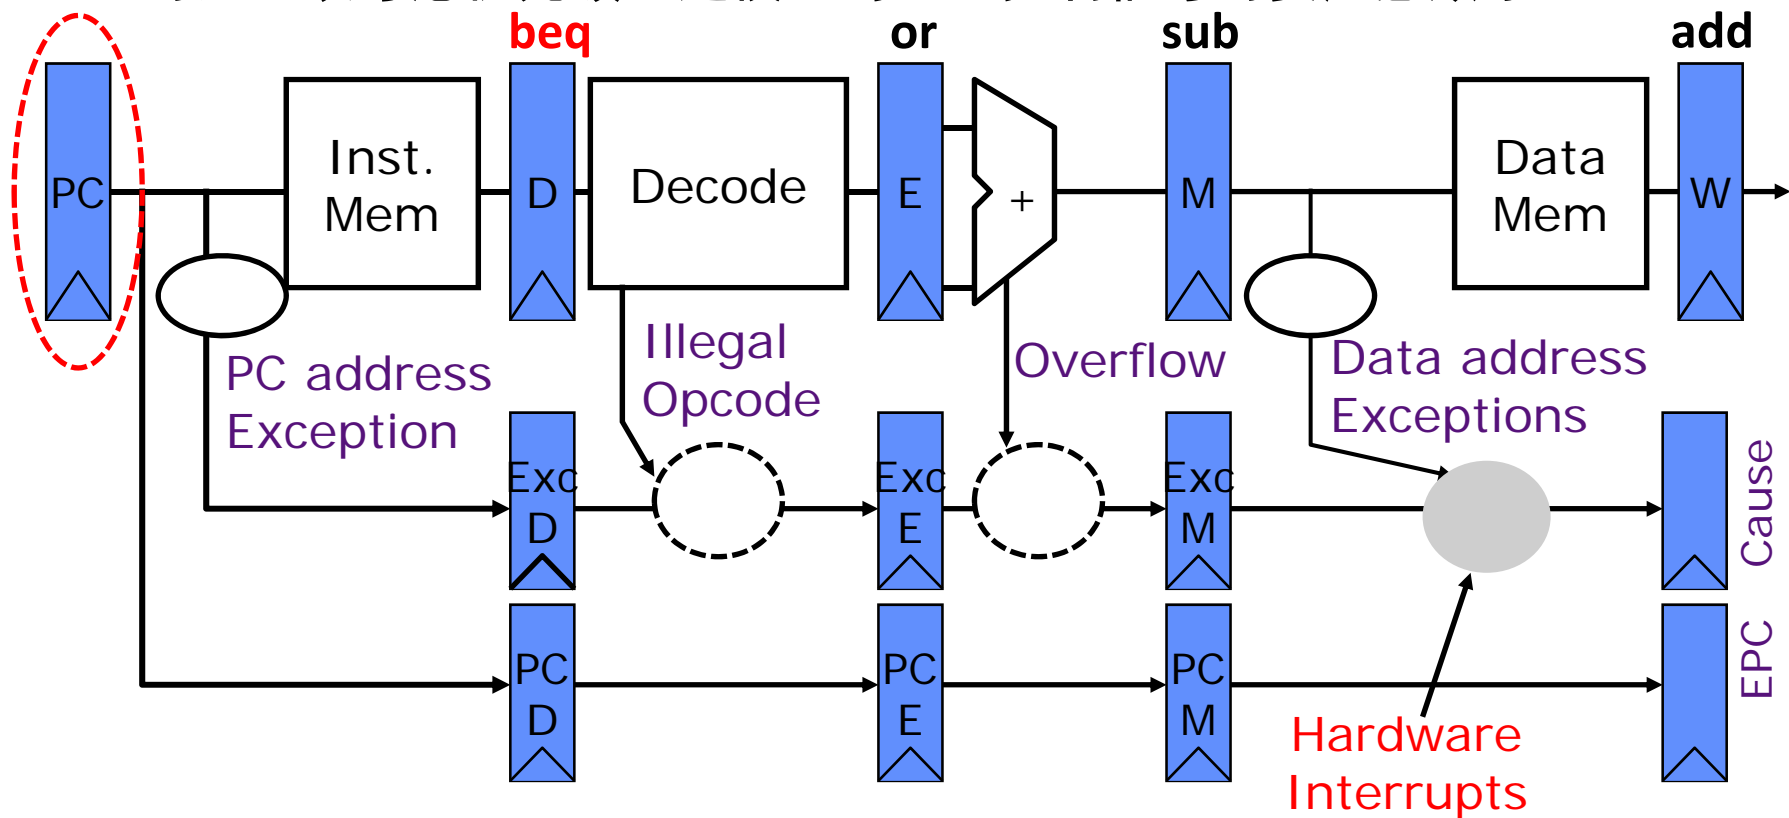 beq
or
sub
add
PC
Inst.
Mem
D
Decode
E
+
M
Data
Mem
W
PC address
Exception
Illegal
Opcode
Overflow
Data address
Exceptions
Exc
D
Exc
E
Exc
M
Cause
PC
D
PC
E
PC
M
EPC
Hardware
Interrupts